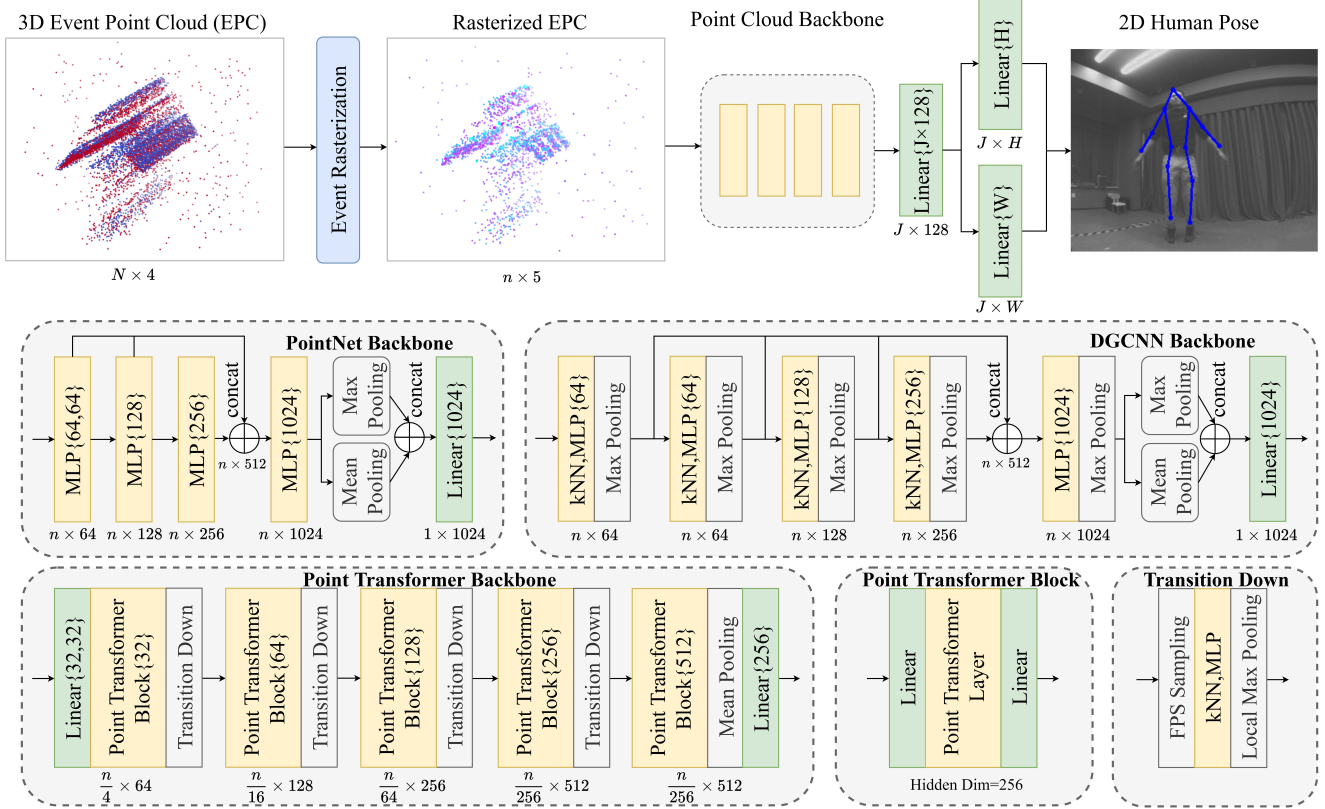 3D Event Point Cloud (EPC)
Rasterized EPC
Point Cloud Backbone
2D Human Pose
Event Rasterization
Linear{J×128}
Linear{H}
Linear{W}
N × 4
n × 5
J × 128
J × H
J × W
PointNet Backbone
MLP{64,64}
MLP{128}
MLP{256}
concat
n × 512
MLP{1024}
Max
Pooling
Mean
Pooling
concat
Linear{1024}
n × 64
n × 128
n × 256
n × 1024
1 × 1024
DGCNN Backbone
kNN,MLP{64}
Max Pooling
kNN,MLP{64}
Max Pooling
kNN,MLP{128}
Max Pooling
kNN,MLP{256}
Max Pooling
concat
n × 512
MLP{1024}
Max Pooling
Max
Pooling
Mean
Pooling
concat
Linear{1024}
n × 64
n × 64
n × 128
n × 256
n × 1024
1 × 1024
Point Transformer Backbone
Linear{32,32}
Point Transformer
Block{32}
Transition Down
Point Transformer
Block{64}
Transition Down
Point Transformer
Block{128}
Transition Down
Point Transformer
Block{256}
Transition Down
Point Transformer
Block{512}
Mean Pooling
Linear{256}
n/4 × 64
n/16 × 128
n/64 × 256
n/256 × 512
n/256 × 512
Point Transformer Block
Linear
Point Transformer
Layer
Linear
Hidden Dim=256
Transition Down
FPS Sampling
kNN,MLP
Local Max Pooling